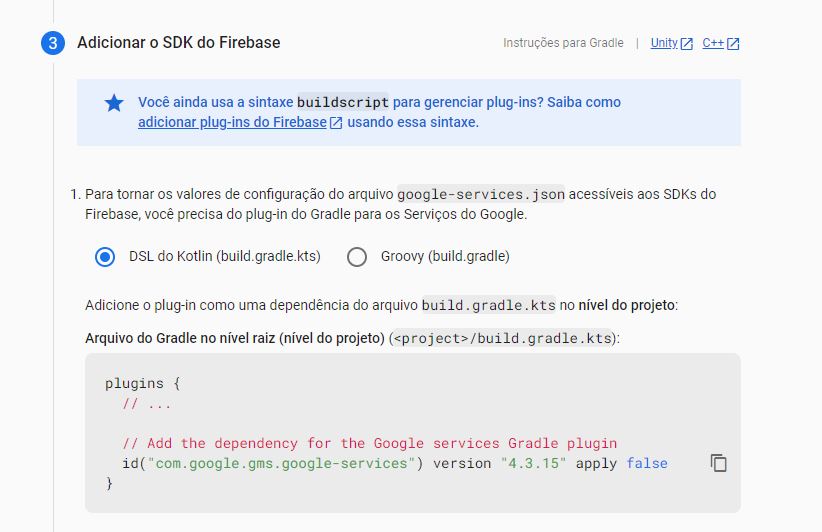 3 Adicionar o SDK do Firebase Instruções para Gradle | Unity C++
Você ainda usa a sintaxe buildscript para gerenciar plug-ins? Saiba como
adicionar plug-ins do Firebase usando essa sintaxe.
1. Para tornar os valores de configuração do arquivo google-services.json acessíveis aos SDKs do
Firebase, você precisa do plug-in do Gradle para os Serviços do Google.
DSL do Kotlin (build.gradle.kts) Groovy (build.gradle)
Adicione o plug-in como uma dependência do arquivo build.gradle.kts no nível do projeto:
Arquivo do Gradle no nível raiz (nível do projeto) (<project>/build.gradle.kts):
plugins {
// ...
// Add the dependency for the Google services Gradle plugin
id("com.google.gms.google-services") version "4.3.15" apply false
}